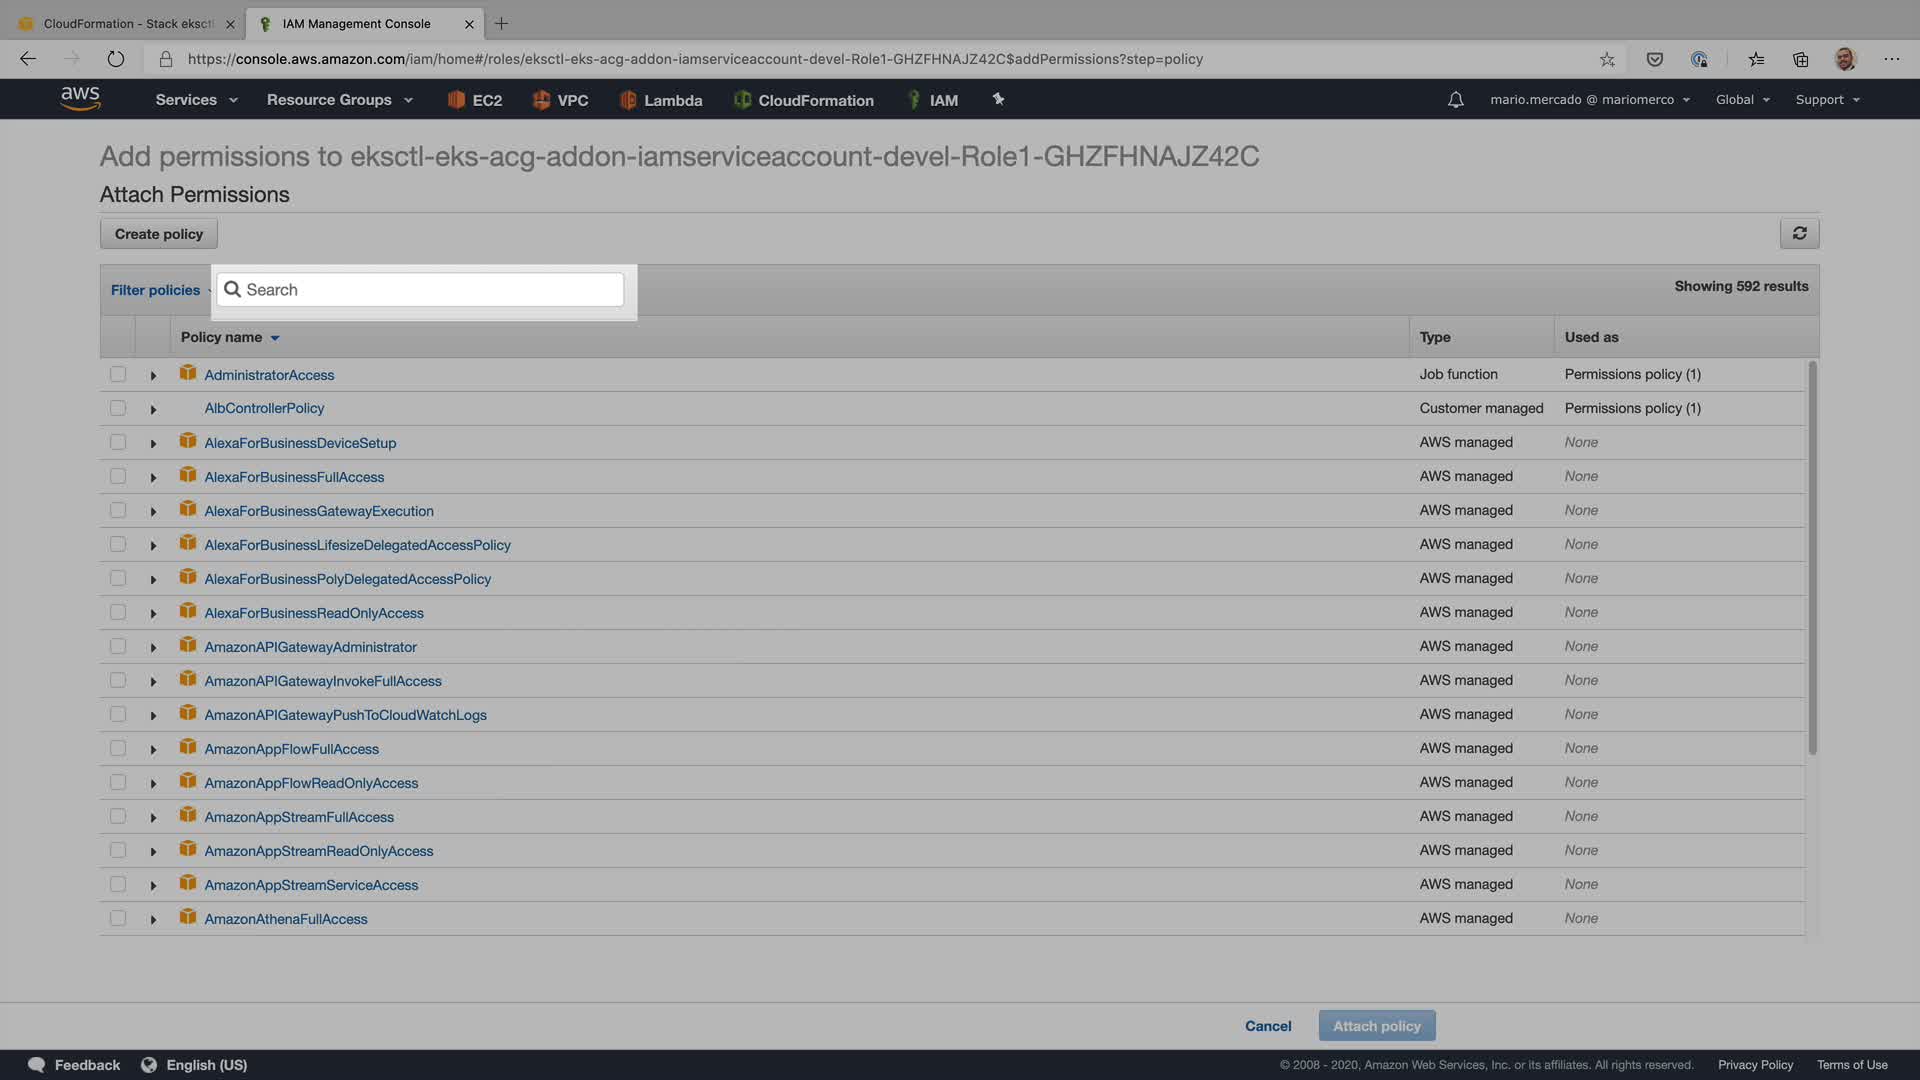 CloudFormation - Stack eksctl
IAM Management Console
https://console.aws.amazon.com/iam/home#/roles/eksctl-eks-acg-addon-iamserviceaccount-devel-Role1-GHZFHNAJZ42C$addPermissions?step=policy
aws Services Resource Groups EC2 VPC Lambda CloudFormation IAM mario.mercado @ mariomerco Global Support
Add permissions to eksctl-eks-acg-addon-iamserviceaccount-devel-Role1-GHZFHNAJZ42C
Attach Permissions
Create policy
Filter policies Search Showing 592 results
Policy name Type Used as
AdministratorAccess Job function Permissions policy (1)
AlbControllerPolicy Customer managed Permissions policy (1)
AlexaForBusinessDeviceSetup AWS managed None
AlexaForBusinessFullAccess AWS managed None
AlexaForBusinessGatewayExecution AWS managed None
AlexaForBusinessLifesizeDelegatedAccessPolicy AWS managed None
AlexaForBusinessPolyDelegatedAccessPolicy AWS managed None
AlexaForBusinessReadOnlyAccess AWS managed None
AmazonAPIGatewayAdministrator AWS managed None
AmazonAPIGatewayInvokeFullAccess AWS managed None
AmazonAPIGatewayPushToCloudWatchLogs AWS managed None
AmazonAppFlowFullAccess AWS managed None
AmazonAppFlowReadOnlyAccess AWS managed None
AmazonAppStreamFullAccess AWS managed None
AmazonAppStreamReadOnlyAccess AWS managed None
AmazonAppStreamServiceAccess AWS managed None
AmazonAthenaFullAccess AWS managed None
Cancel Attach policy
Feedback English (US) © 2008 - 2020, Amazon Web Services, Inc. or its affiliates. All rights reserved. Privacy Policy Terms of Use